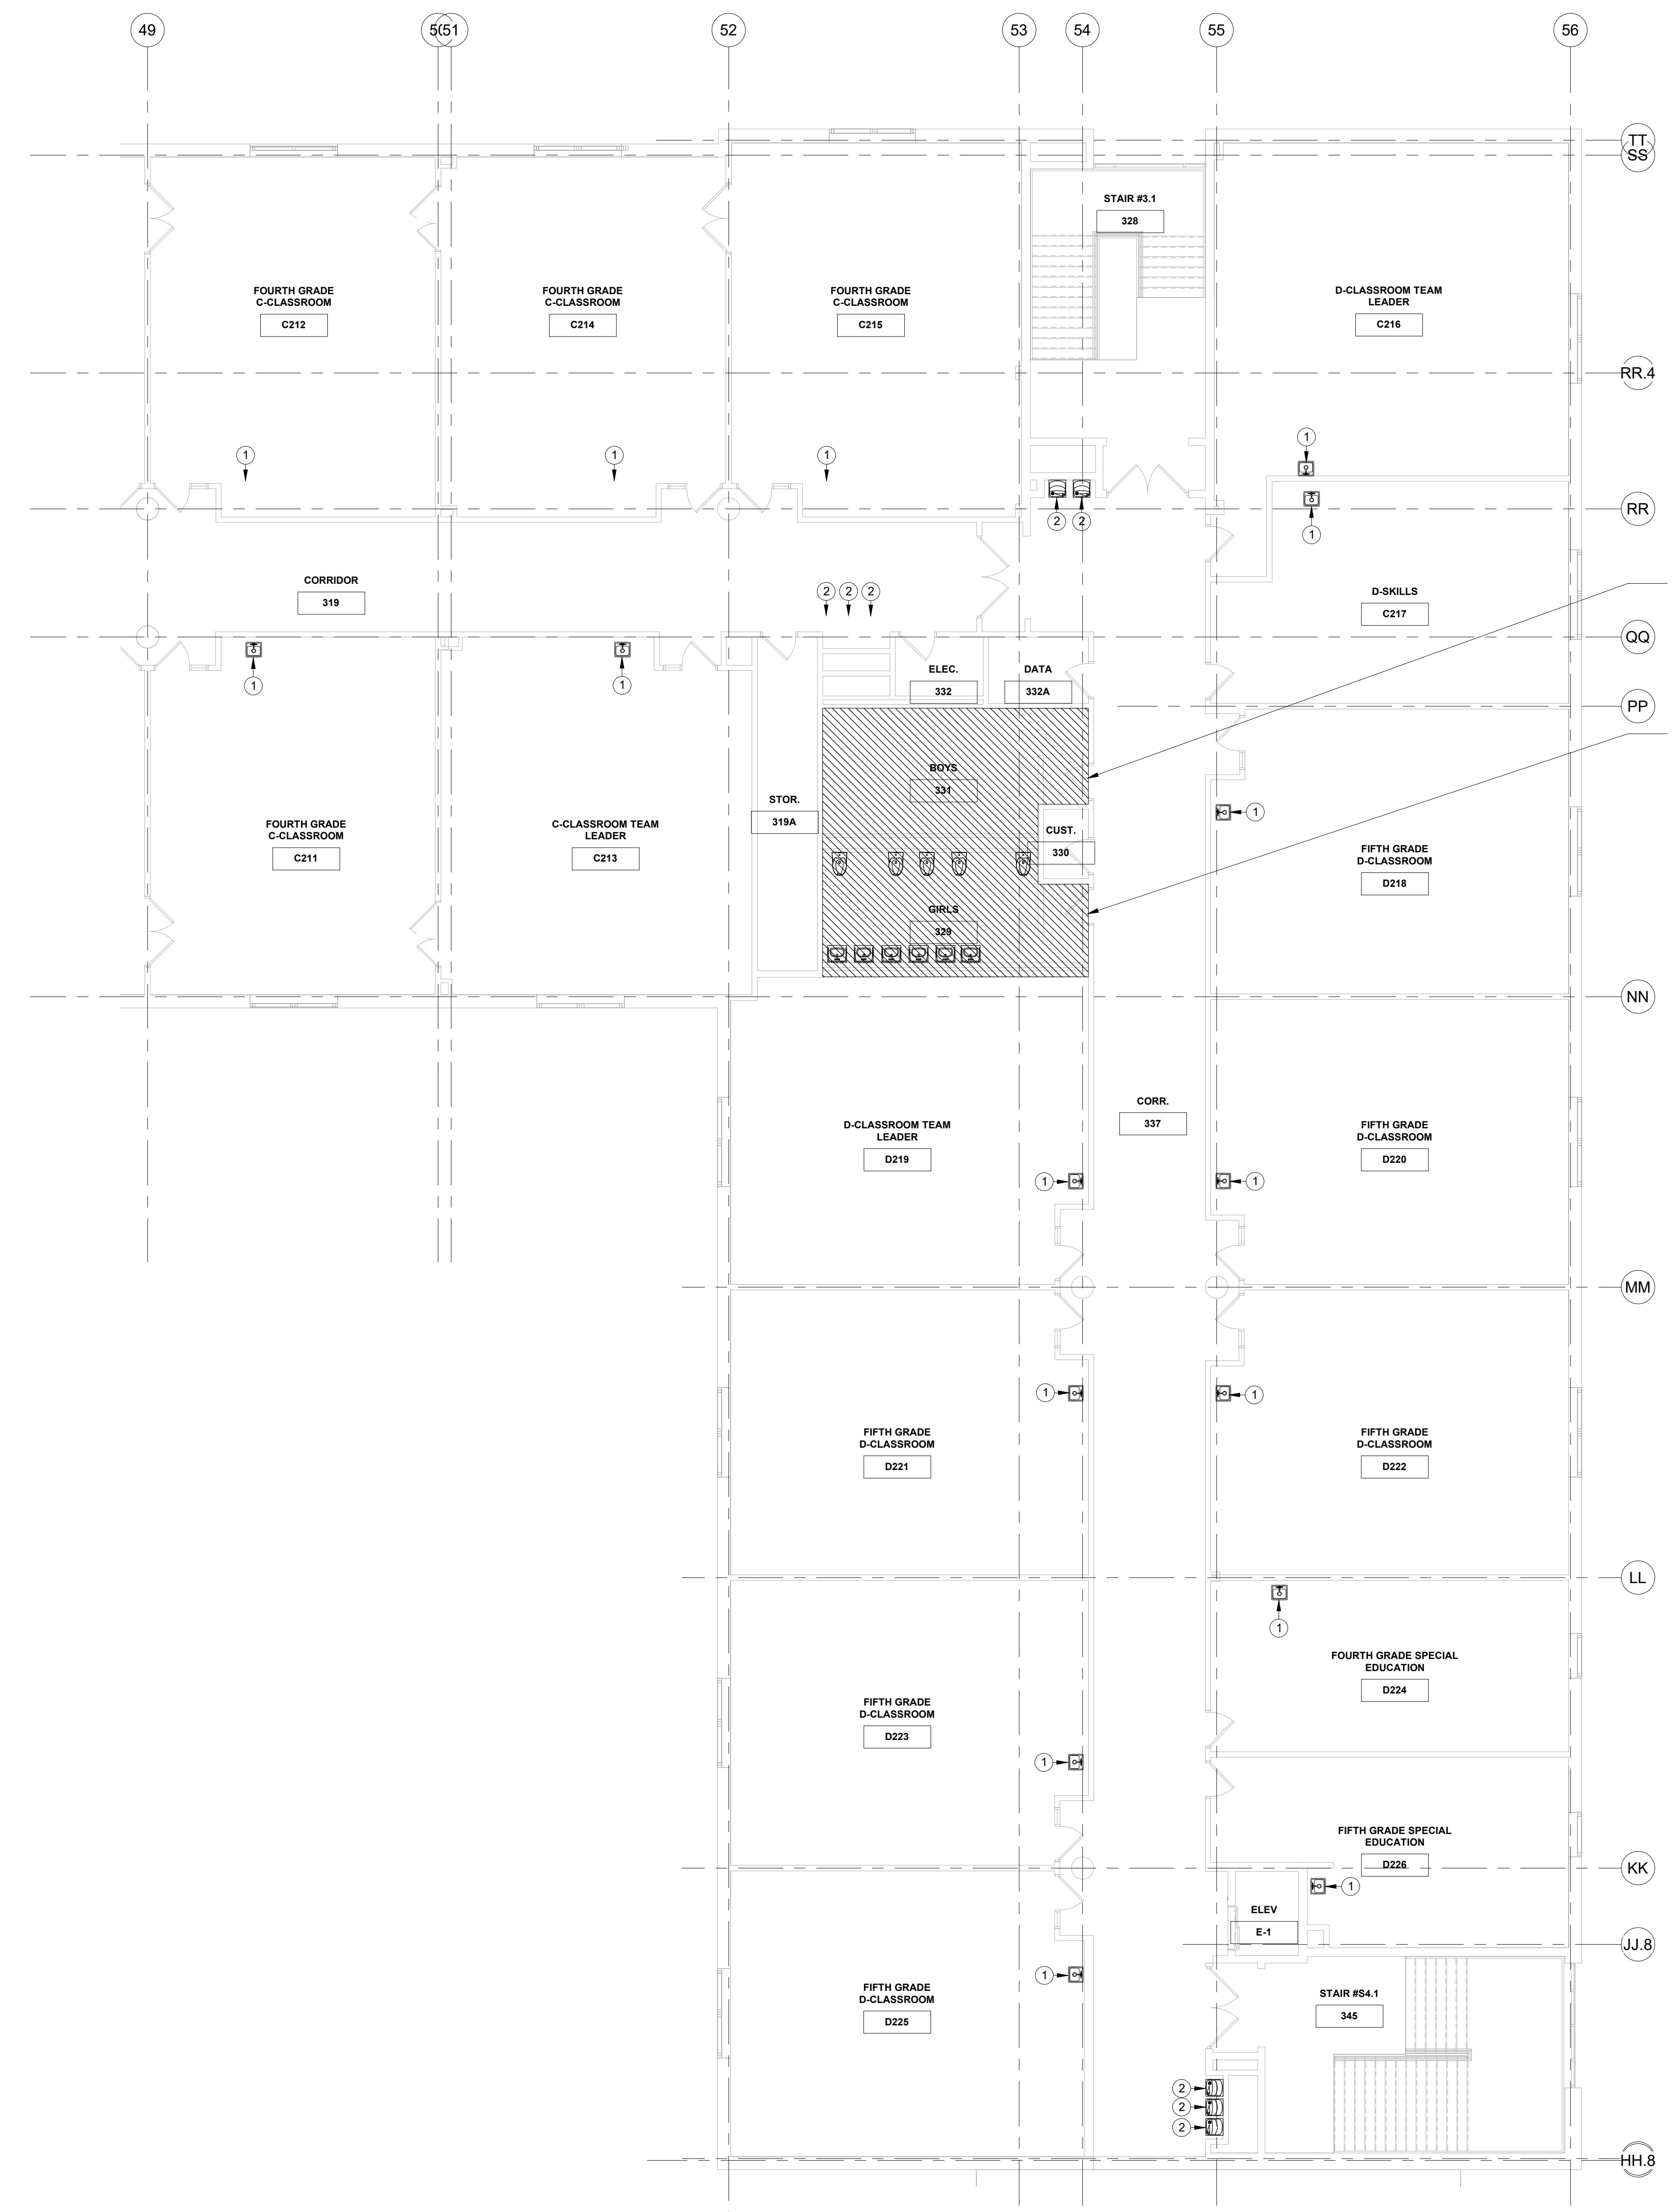 49
50
51
52
53
54
55
56
TT
SS
STAIR #3.1
328
FOURTH GRADE
C-CLASSROOM
C212
FOURTH GRADE
C-CLASSROOM
C214
FOURTH GRADE
C-CLASSROOM
C215
D-CLASSROOM TEAM
LEADER
C216
RR.4
1
1
1
1
2
2
1
RR
CORRIDOR
319
2
2
2
D-SKILLS
C217
QQ
1
1
ELEC.
332
DATA
332A
PP
BOYS
331
STOR.
319A
CUST.
330
1
FOURTH GRADE
C-CLASSROOM
C211
C-CLASSROOM TEAM
LEADER
C213
FIFTH GRADE
D-CLASSROOM
D218
GIRLS
329
NN
CORR.
337
D-CLASSROOM TEAM
LEADER
D219
FIFTH GRADE
D-CLASSROOM
D220
1
1
MM
1
1
FIFTH GRADE
D-CLASSROOM
D221
FIFTH GRADE
D-CLASSROOM
D222
LL
1
FOURTH GRADE SPECIAL
EDUCATION
D224
FIFTH GRADE
D-CLASSROOM
D223
1
FIFTH GRADE SPECIAL
EDUCATION
D226
KK
1
ELEV
E-1
JJ.8
1
FIFTH GRADE
D-CLASSROOM
D225
STAIR #S4.1
345
2
2
2
HH.8